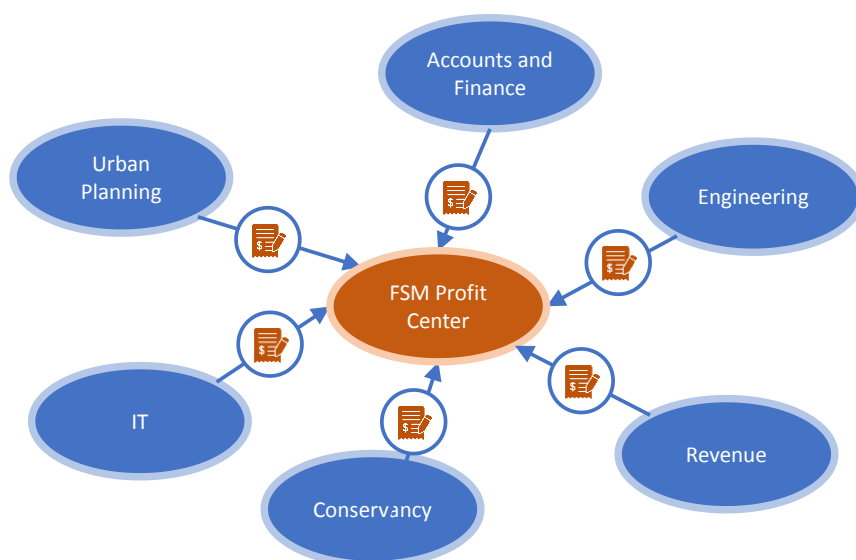 Accounts and
Finance
Urban
Planning
Engineering
FSM Profit
Center
IT
Revenue
Conservancy
$
$
$
$
$
$